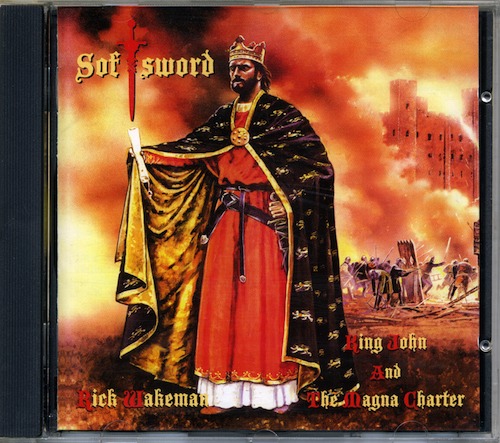 Softsword
King John
And
Rick Wakeman
The Magna Charter